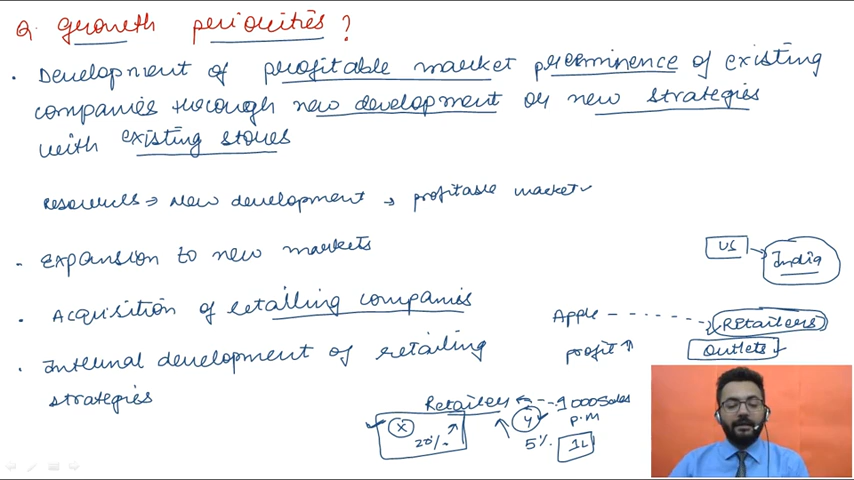 Q. Growth periorities?
• Development of profitable market preeminence of existing
companies through new development or new strategies
with existing stores
resources → New development → profitable market
• Expansion to new markets
US → India
• Acquisition of retailing companies
Apple - - - - → Retailers
profit ↑
Outlets
• Internal development of retailing
strategies
Retailers
1000 Sales
P.M
X
20%
Y
5%
1L